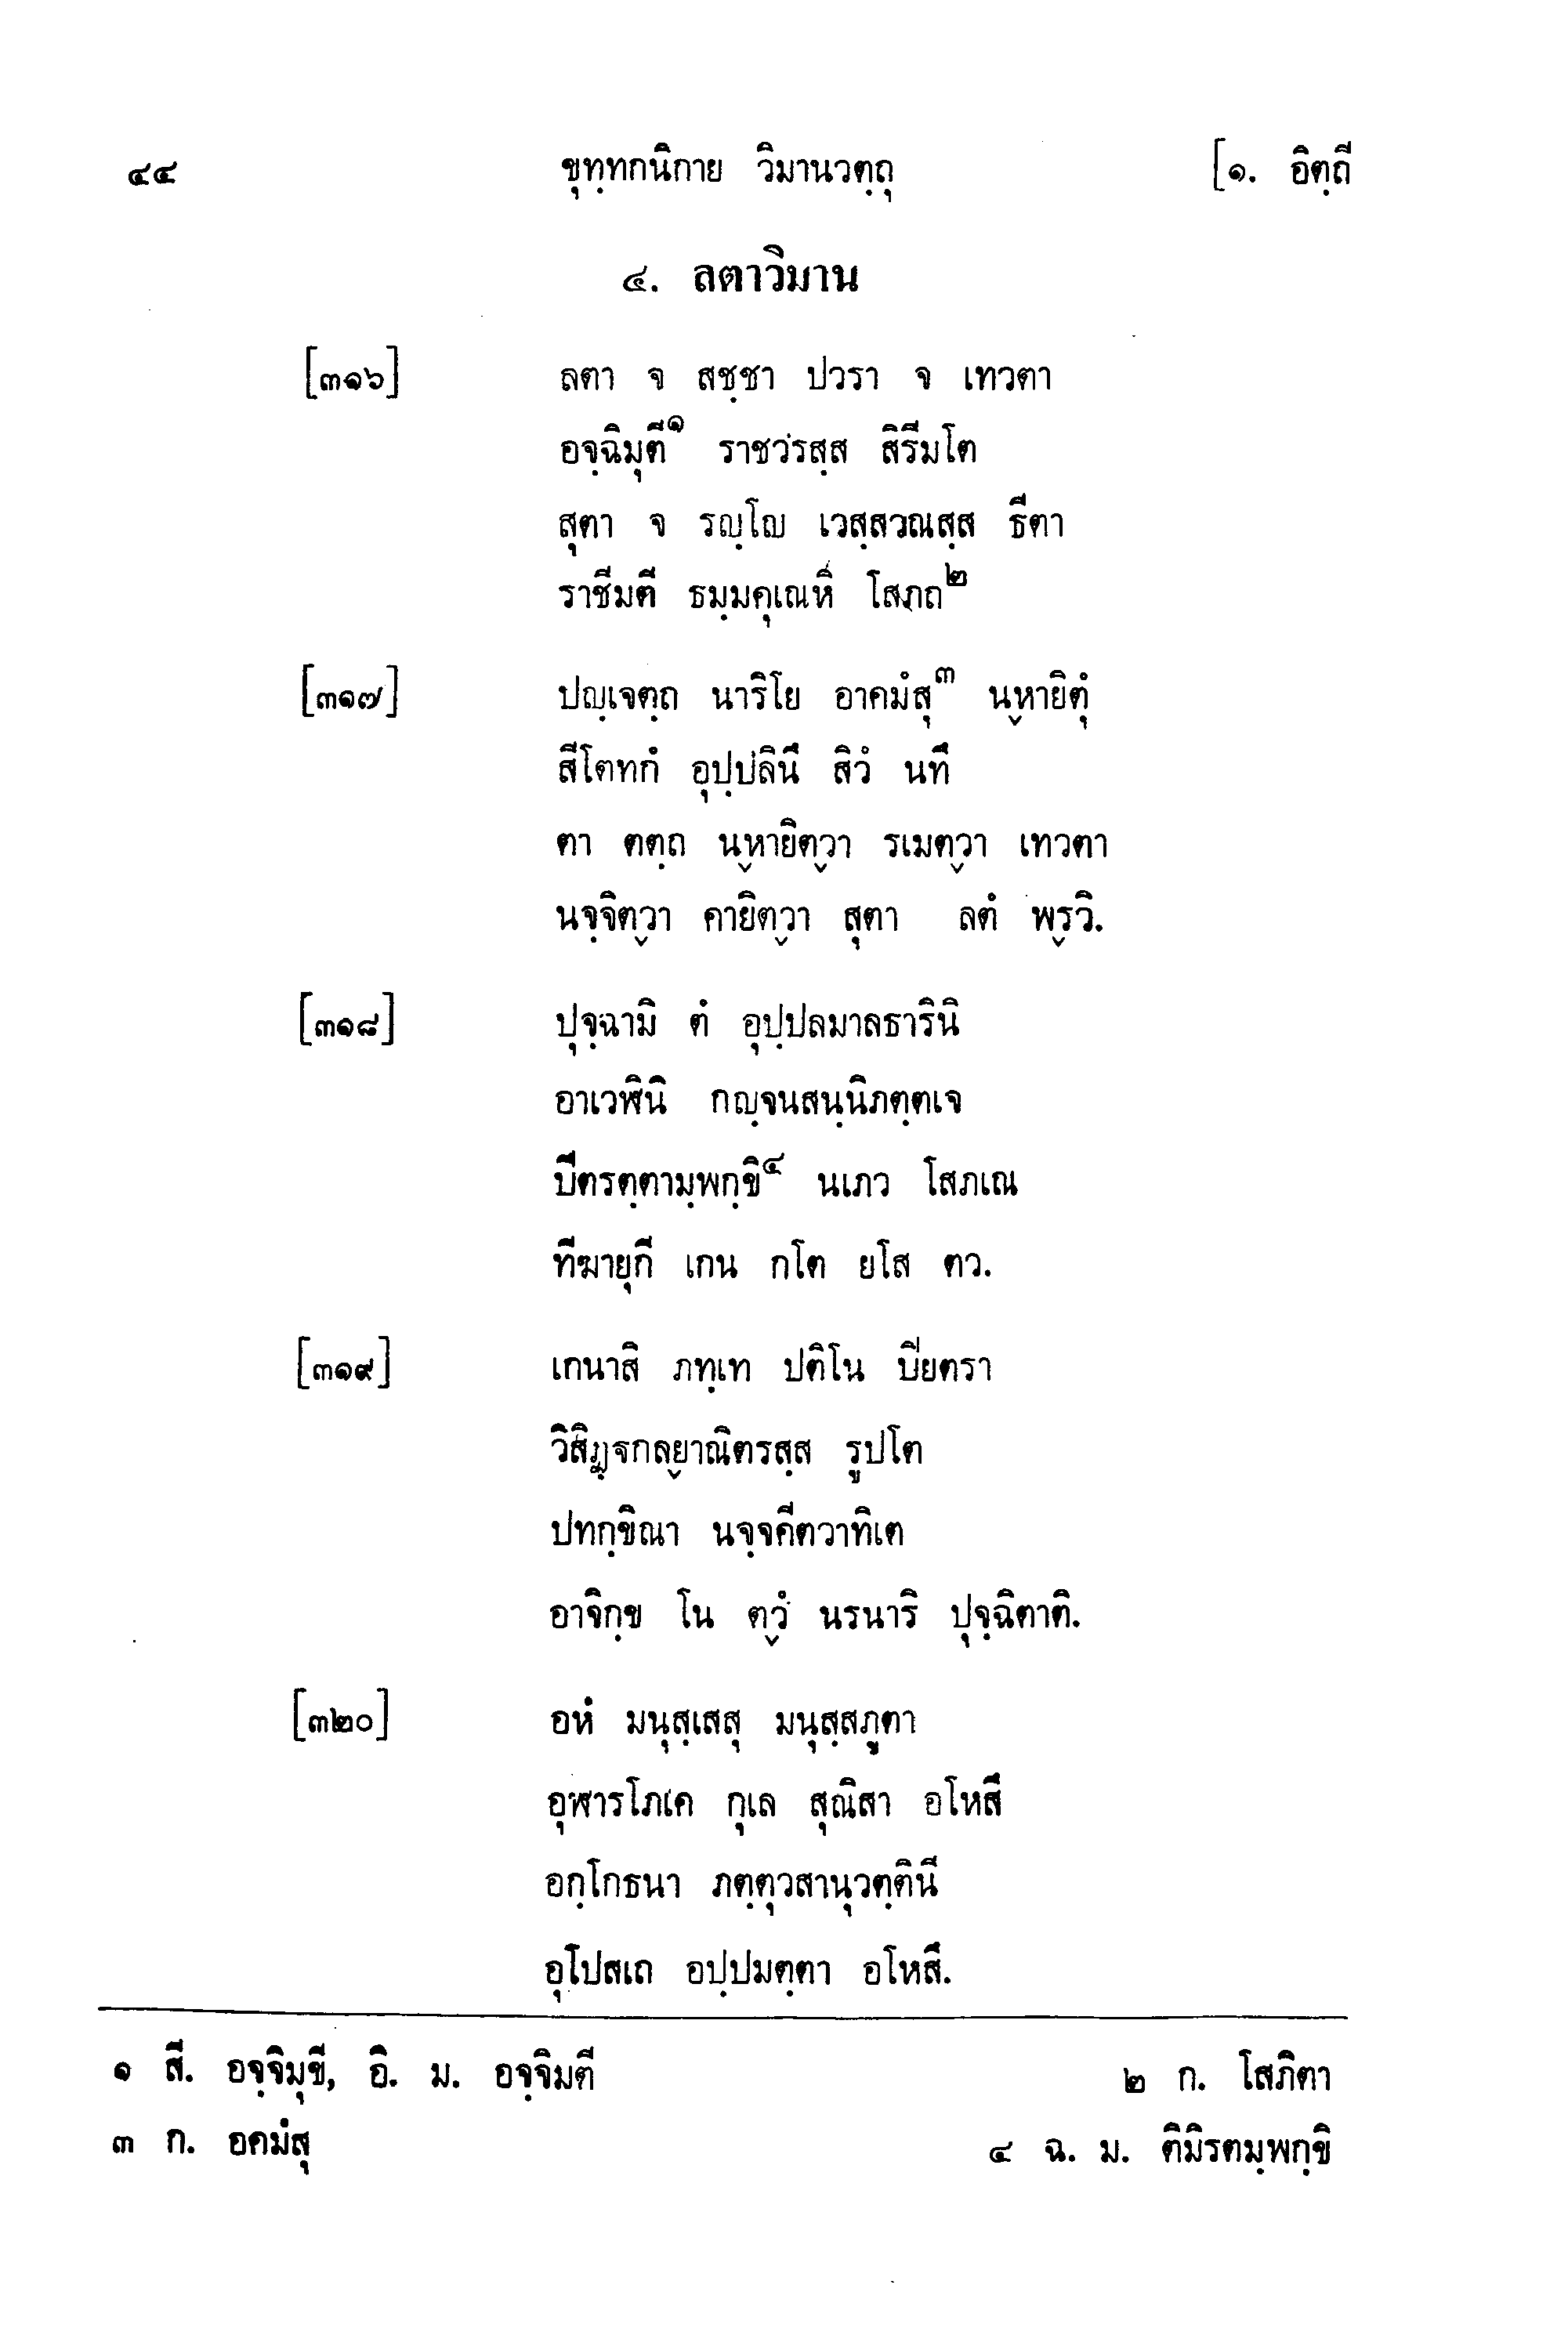 ๔๔ ขุทฺทกนิกาย วิมานวตฺถุ [๑. อิตฺถี
๔. ลตาวิมาน
[๓๑๖] ลตา จ สชฺชา ปวรา จ เทวตา
อจฺฉิมุตี๑ ราชวรสฺส สิรีมโต
สุตา จ รญฺโญ เวสฺสวณสฺส ธีตา
ราชีมตี ธมฺมคุเณหิ โสภถ๒
[๓๑๗] ปญฺเจตฺถ นาริโย อาคมํสุ๓ นฺหายิตุํ
สีโตทกํ อุปฺปลินึ สิวํ นทึ
ตา ตตฺถ นฺหายิตฺวา รเมตฺวา เทวตา
นจฺจิตฺวา คายิตฺวา สุตา ลตํ พฺรวิ.
[๓๑๘] ปุจฺฉามิ ตํ อุปฺปลมาลธารินิ
อาเวฬินิ กญฺจนสนฺนิภตฺตเจ
ปีตรตฺตามฺพกฺขิ๔ นเภว โสภเณ
ทีฆายุกี เกน กโต ยโส ตว.
[๓๑๙] เกนาสิ ภทฺเท ปติโน ปิยตรา
วิสิฏฺฐกลฺยาณิตรสฺส รูปโต
ปทกฺขิณา นจฺจคีตวาทิเต
อาจิกฺข โน ตฺวํ นรนาริ ปุจฺฉิตาติ.
[๓๒๐] อหํ มนุสฺเสสุ มนุสฺสภูตา
อุฬารโภเค กุเล สุณิสา อโหสึ
อกฺโกธนา ภตฺตุวสานุวตฺตินี
อุโปสเถ อปฺปมตฺตา อโหสึ.
๑ สี. อจฺจิมุขี, อิ. ม. อจฺจิมตี ๒ ก. โสภิตา
๓ ก. อคมํสุ ๔ ฉ. ม. ติมิรตมฺพกฺขิ